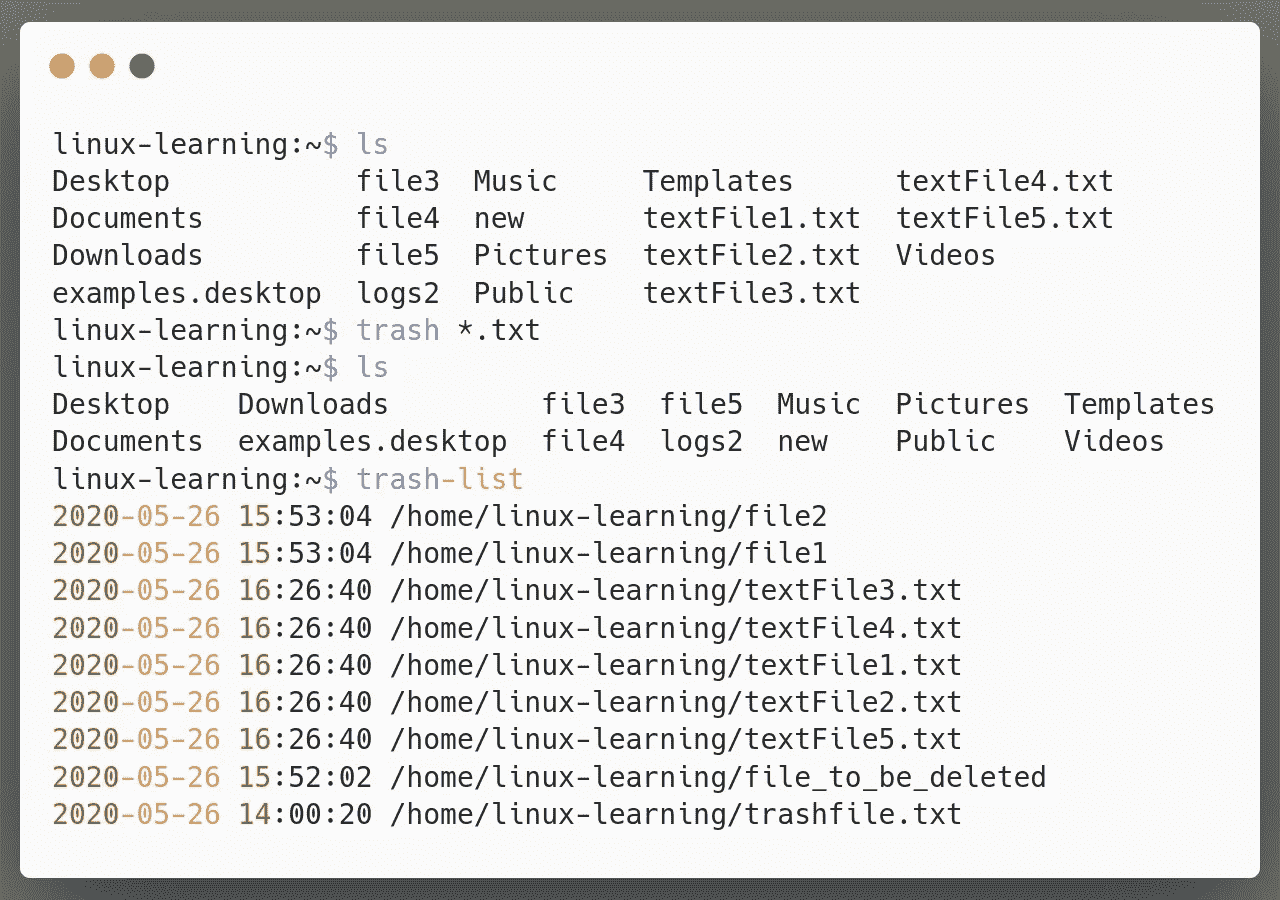 linux-learning:~$ ls
Desktop           file3  Music     Templates      textFile4.txt
Documents         file4  new       textFile1.txt  textFile5.txt
Downloads         file5  Pictures  textFile2.txt  Videos
examples.desktop  logs2  Public    textFile3.txt
linux-learning:~$ trash *.txt
linux-learning:~$ ls
Desktop    Downloads         file3  file5  Music  Pictures  Templates
Documents  examples.desktop  file4  logs2  new    Public    Videos
linux-learning:~$ trash-list
2020-05-26 15:53:04 /home/linux-learning/file2
2020-05-26 15:53:04 /home/linux-learning/file1
2020-05-26 16:26:40 /home/linux-learning/textFile3.txt
2020-05-26 16:26:40 /home/linux-learning/textFile4.txt
2020-05-26 16:26:40 /home/linux-learning/textFile1.txt
2020-05-26 16:26:40 /home/linux-learning/textFile2.txt
2020-05-26 16:26:40 /home/linux-learning/textFile5.txt
2020-05-26 15:52:02 /home/linux-learning/file_to_be_deleted
2020-05-26 14:00:20 /home/linux-learning/trashfile.txt